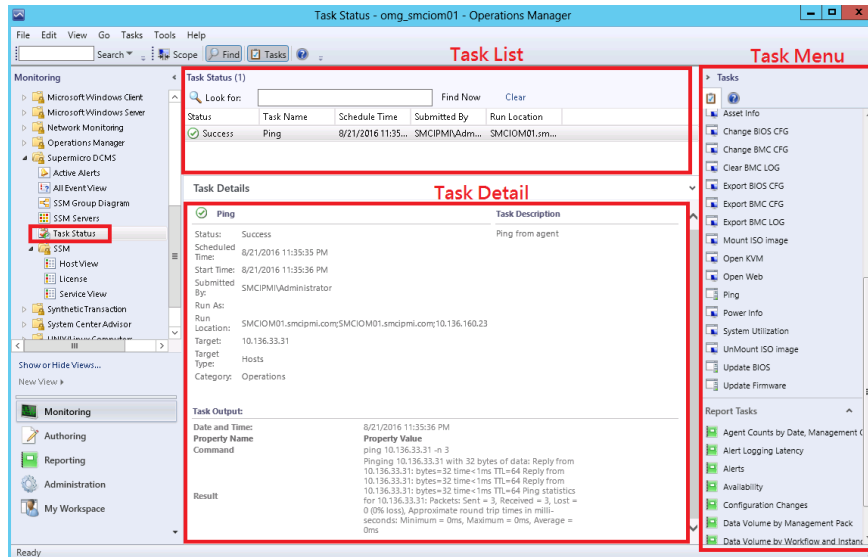 Task Status - omg_smciom01 - Operations Manager
File Edit View Go Tasks Tools Help
Search Scope Find Tasks
Task List
Task Menu
Monitoring
Microsoft Windows Client
Microsoft Windows Server
Network Monitoring
Operations Manager
Supermicro DCMS
Active Alerts
All Event View
SSM Group Diagram
SSM Servers
Task Status
SSM
Host View
License
Service View
Synthetic Transaction
System Center Advisor
UNIX/Linux Computers
Show or Hide Views...
New View
Monitoring
Authoring
Reporting
Administration
My Workspace
Ready
Task Status (1)
Look for: Find Now Clear
Status Task Name Schedule Time Submitted By Run Location
Success Ping 8/21/2016 11:35... SMCIPMI\Adm... SMCIOM01.sm...
Task Details
Task Detail
Ping Task Description
Status: Success Ping from agent
Scheduled Time: 8/21/2016 11:35:35 PM
Start Time: 8/21/2016 11:35:36 PM
Submitted By: SMCIPMI\Administrator
Run As:
Run Location: SMCIOM01.smcipmi.com;SMCIOM01.smcipmi.com;10.136.160.23
Target: 10.136.33.31
Target Type: Hosts
Category: Operations
Task Output:
Date and Time: 8/21/2016 11:35:36 PM
Property Name Property Value
Command ping 10.136.33.31 -n 3
Result
Pinging 10.136.33.31 with 32 bytes of data: Reply from
10.136.33.31: bytes=32 time<1ms TTL=64 Reply from
10.136.33.31: bytes=32 time<1ms TTL=64 Reply from
10.136.33.31: bytes=32 time<1ms TTL=64 Ping statistics
for 10.136.33.31: Packets: Sent = 3, Received = 3, Lost =
0 (0% loss), Approximate round trip times in milli-
seconds: Minimum = 0ms, Maximum = 0ms, Average =
0ms
Tasks
Asset Info
Change BIOS CFG
Change BMC CFG
Clear BMC LOG
Export BIOS CFG
Export BMC CFG
Export BMC LOG
Mount ISO image
Open KVM
Open Web
Ping
Power Info
System Utilization
UnMount ISO image
Update BIOS
Update Firmware
Report Tasks
Agent Counts by Date, Management
Alert Logging Latency
Alerts
Availability
Configuration Changes
Data Volume by Management Pack
Data Volume by Workflow and